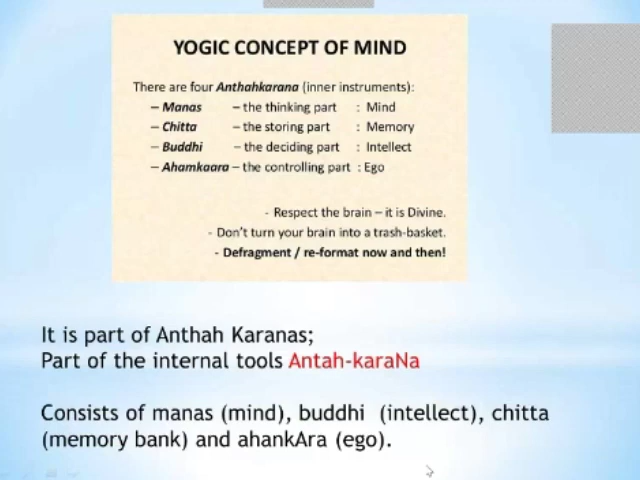 YOGIC CONCEPT OF MIND
There are four Anthahkarana (inner instruments):
– Manas – the thinking part : Mind
– Chitta – the storing part : Memory
– Buddhi – the deciding part : Intellect
– Ahamkaara – the controlling part : Ego
- Respect the brain – it is Divine.
- Don't turn your brain into a trash-basket.
- Defragment / re-format now and then!
It is part of Anthah Karanas;
Part of the internal tools Antah-karaNa
Consists of manas (mind), buddhi (intellect), chitta
(memory bank) and ahankAra (ego).